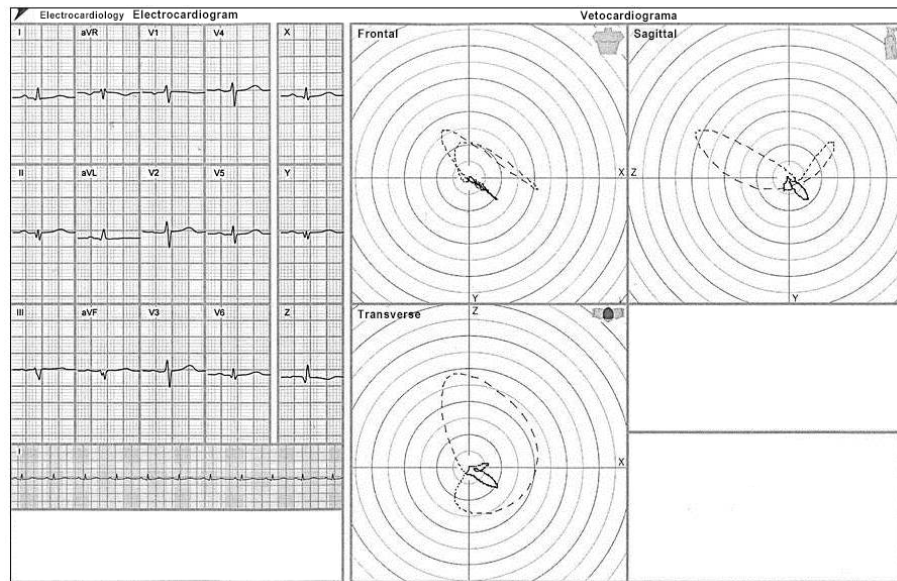 Electrocardiology Electrocardiogram
Vetocardiograma
I aVR V1 V4 X
Frontal
Sagittal
II aVL V2 V5 Y
X
Z
III aVF V3 V6 Z
Y
Y
Transverse
Z
I
X